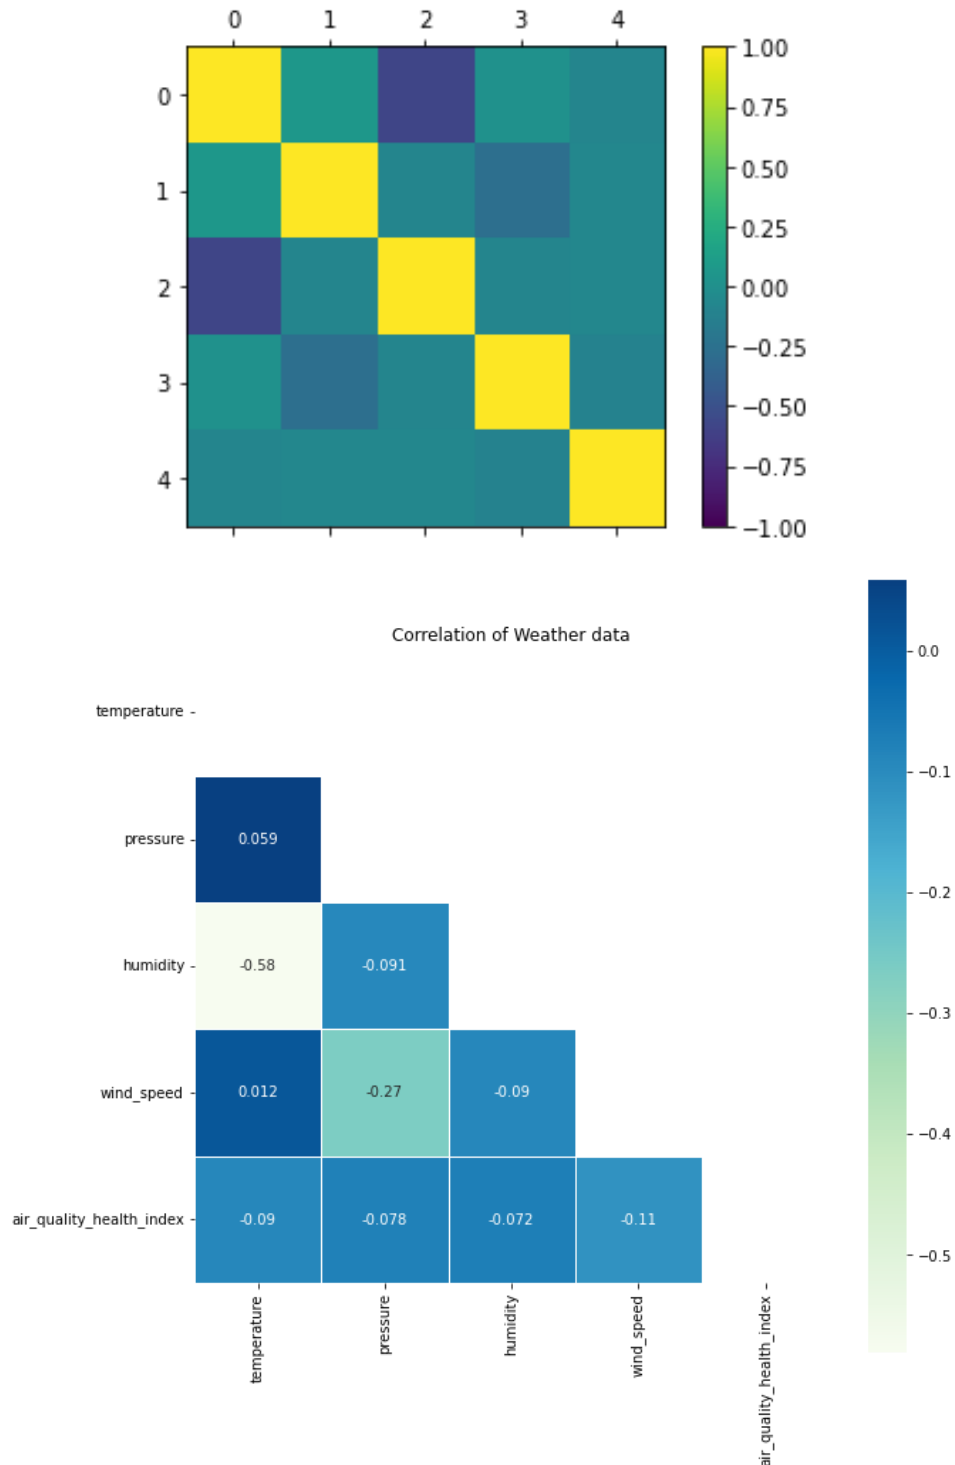 0 1 2 3 4
1.00
0
0.75
0.50
1
0.25
2
0.00
−0.25
3
−0.50
4
−0.75
−1.00
Correlation of Weather data
0.0
temperature
−0.1
pressure 0.059
−0.2
humidity -0.58 -0.091
−0.3
wind_speed 0.012 -0.27 -0.09
−0.4
air_quality_health_index -0.09 -0.078 -0.072 -0.11
−0.5
temperature
pressure
humidity
wind_speed
air_quality_health_index